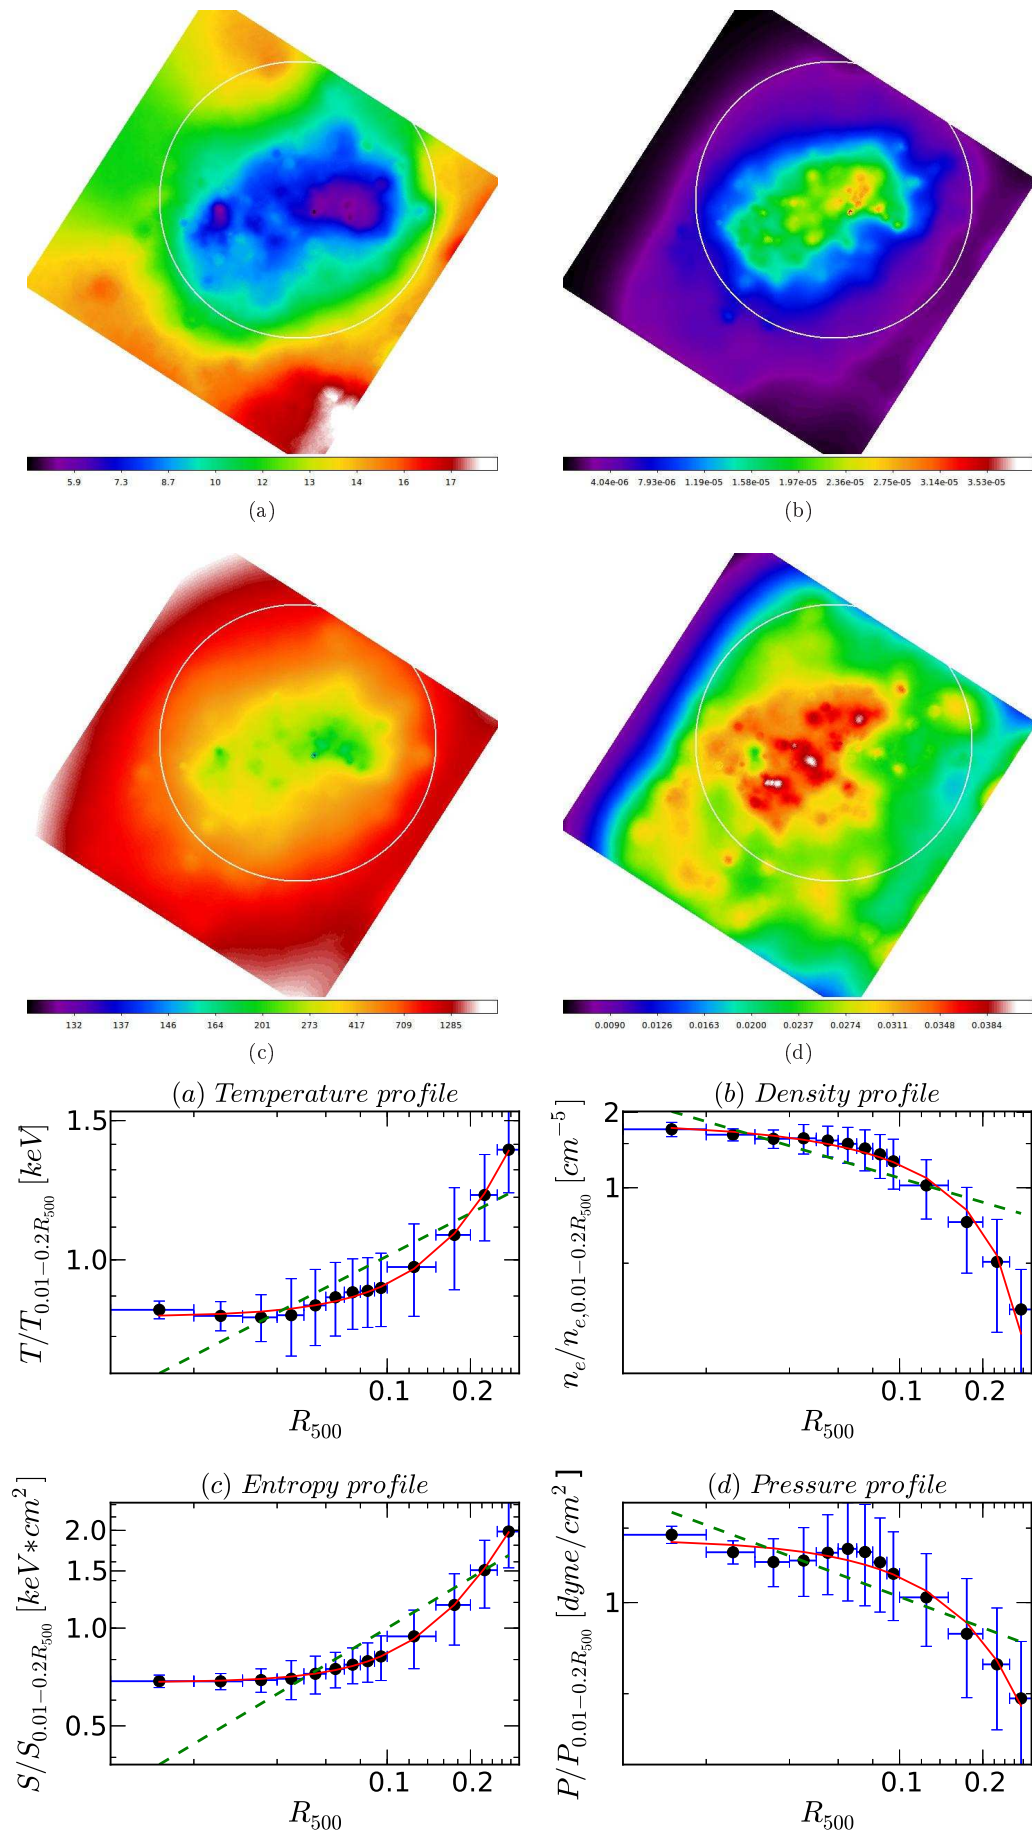 5.9 7.3 8.7 10 12 13 14 16 17
4.04e-06 7.93e-06 1.19e-05 1.58e-05 1.97e-05 2.36e-05 2.75e-05 3.14e-05 3.53e-05
(a)
(b)
132 137 146 164 201 273 417 709 1285
0.0090 0.0126 0.0163 0.0200 0.0237 0.0274 0.0311 0.0348 0.0384
(c)
(d)
(a) Temperature profile
T/T0.01−0.2R500 [keV]
1.5
1.0
0.1 0.2
R500
(b) Density profile
ne/ne,0.01−0.2R500 [cm−5]
2
1
0.1 0.2
R500
(c) Entropy profile
S/S0.01−0.2R500 [keV∗cm2]
2.0
1.5
1.0
0.5
0.1 0.2
R500
(d) Pressure profile
P/P0.01−0.2R500 [dyne/cm2]
1
0.1 0.2
R500